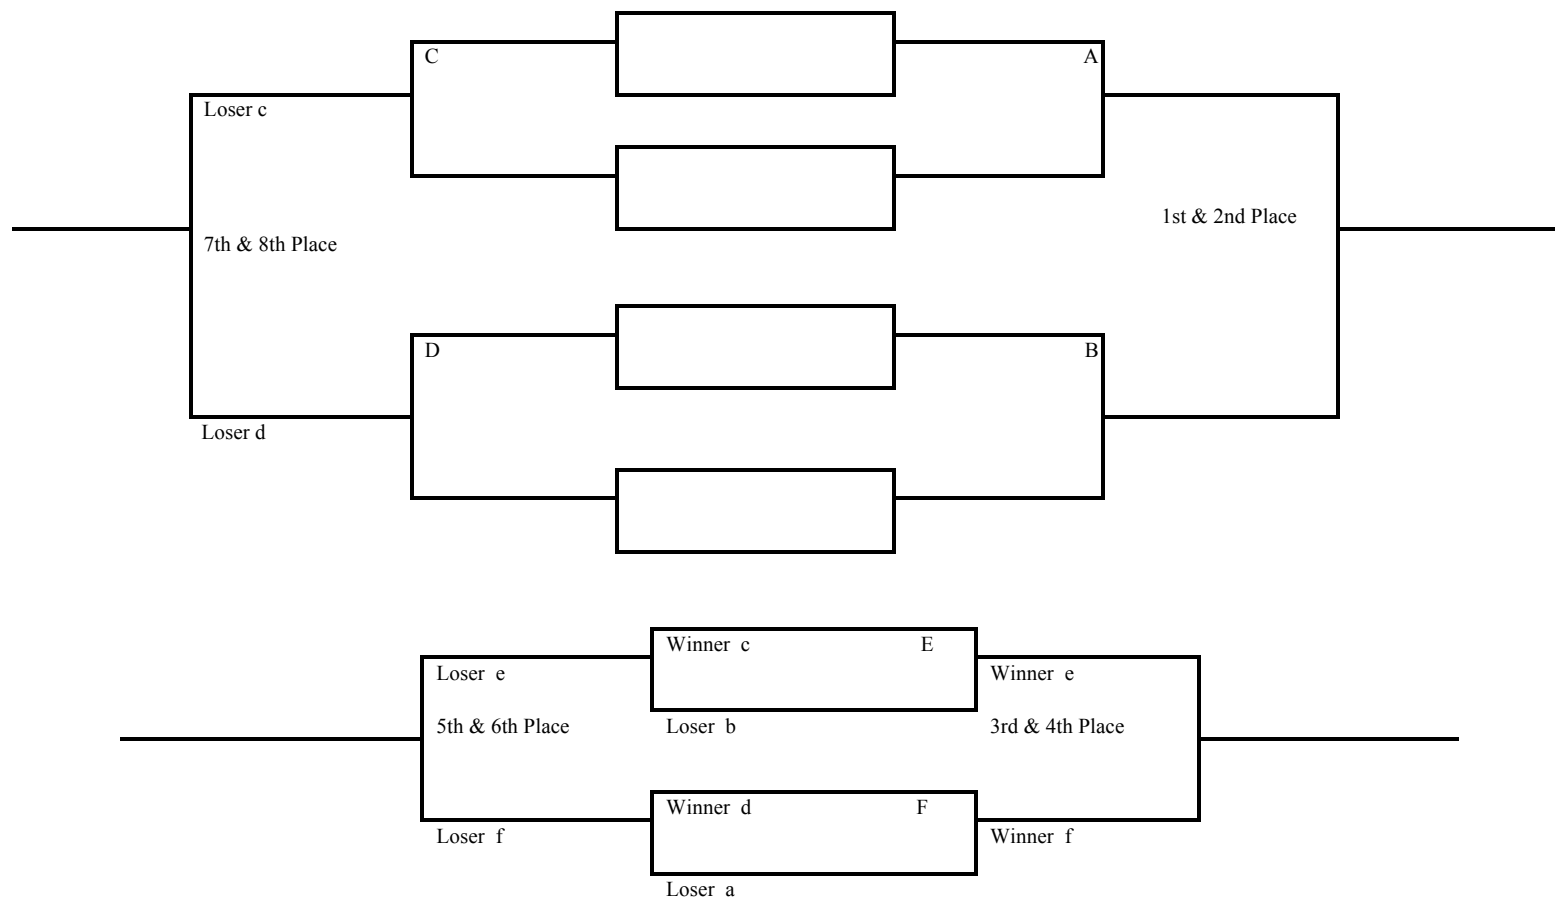 C
A
Loser c
1st & 2nd Place
7th & 8th Place
D
B
Loser d
Winner c
E
Loser e
Winner e
5th & 6th Place
Loser b
3rd & 4th Place
Winner d
F
Loser f
Winner f
Loser a